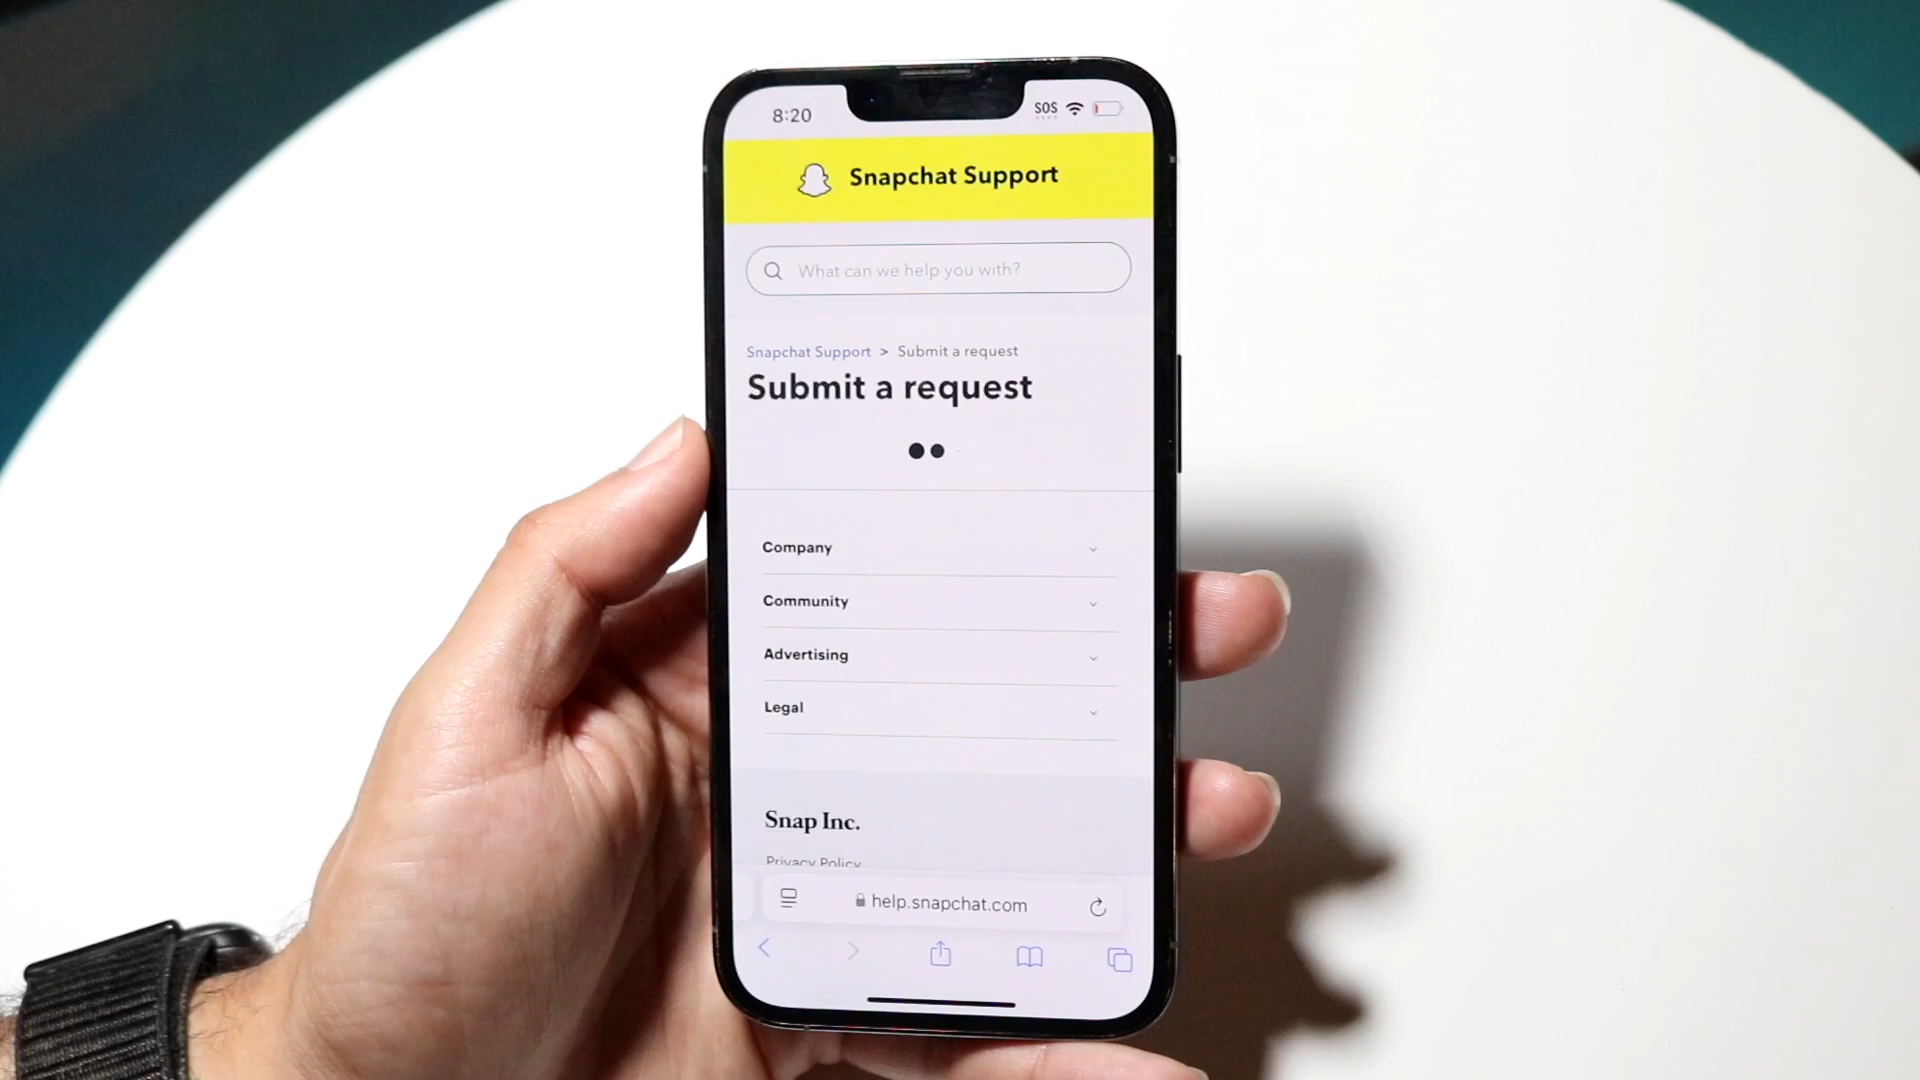 8:20
SOS
Snapchat Support
What can we help you with?
Snapchat Support > Submit a request
Submit a request
Company
Community
Advertising
Legal
Snap Inc.
Privacy Policy
help.snapchat.com